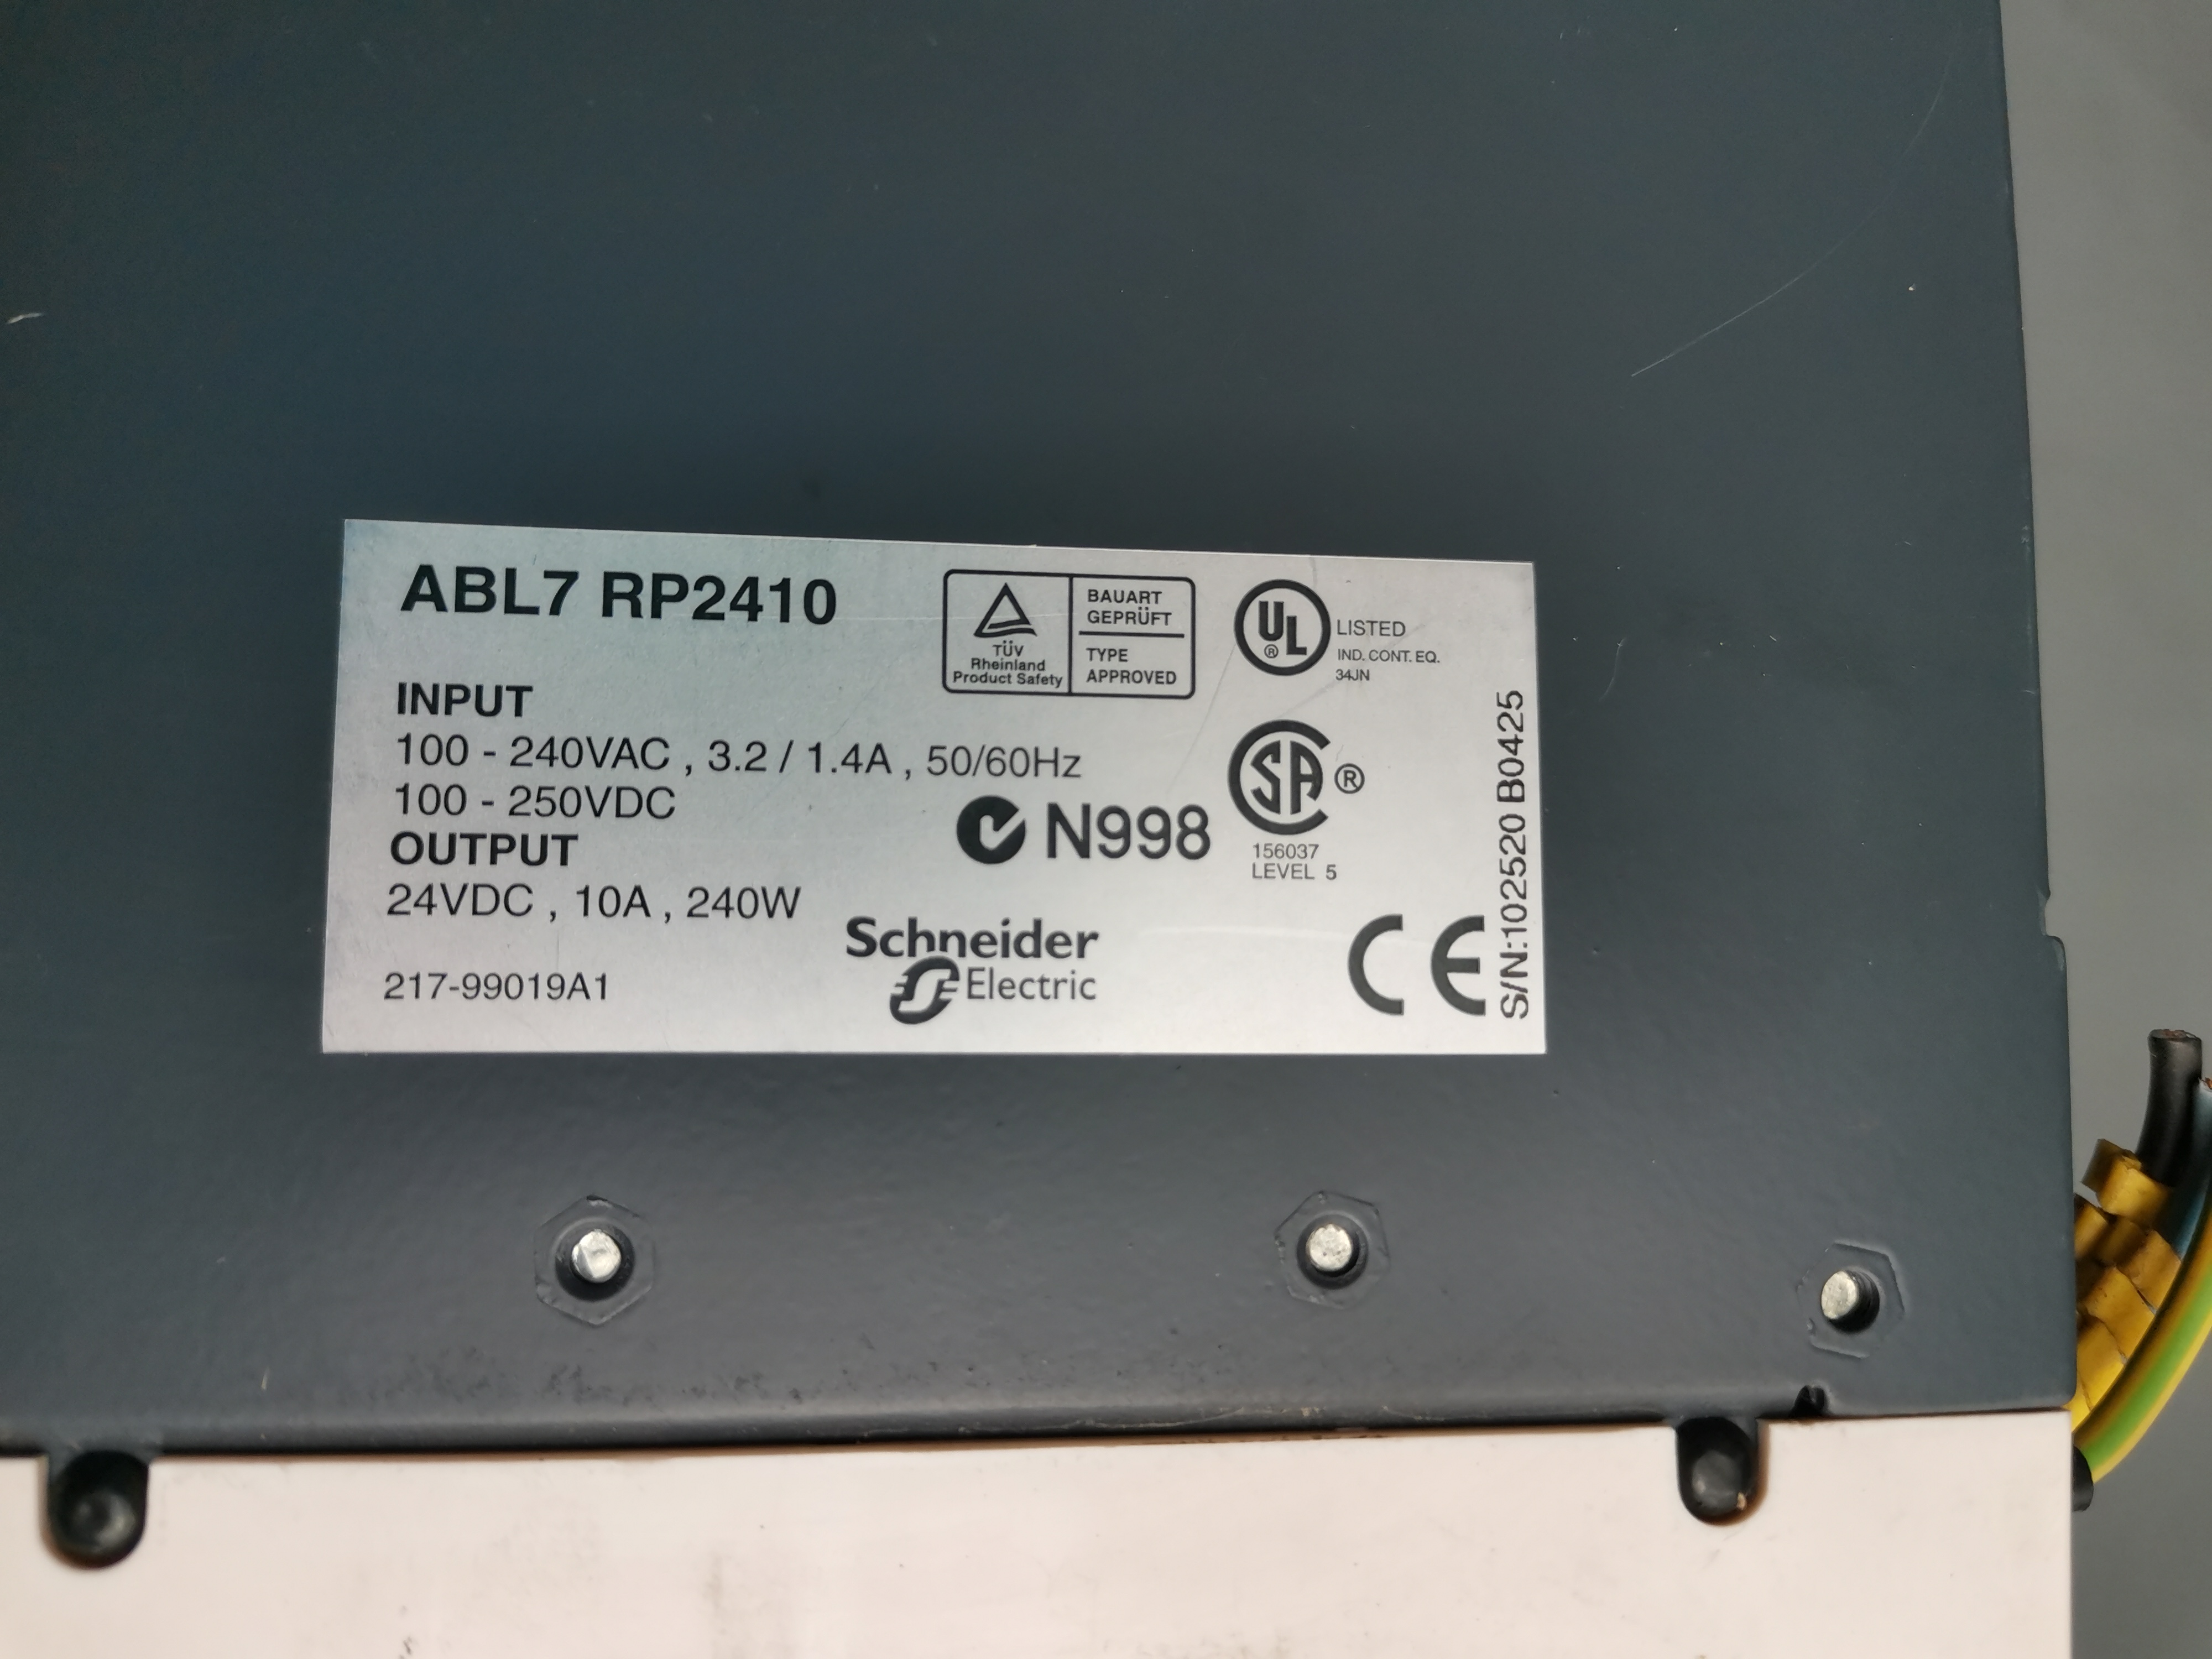 ABL7 RP2410
TÜV
Rheinland
Product Safety
BAUART
GEPRÜFT
TYPE
APPROVED
UL
®
LISTED
IND. CONT. EQ.
34JN
INPUT
100 - 240VAC , 3.2 / 1.4A , 50/60Hz
100 - 250VDC
OUTPUT
24VDC , 10A , 240W
217-99019A1
N998
SA ®
156037
LEVEL 5
Schneider
Electric
CE
S/N:102520 B0425